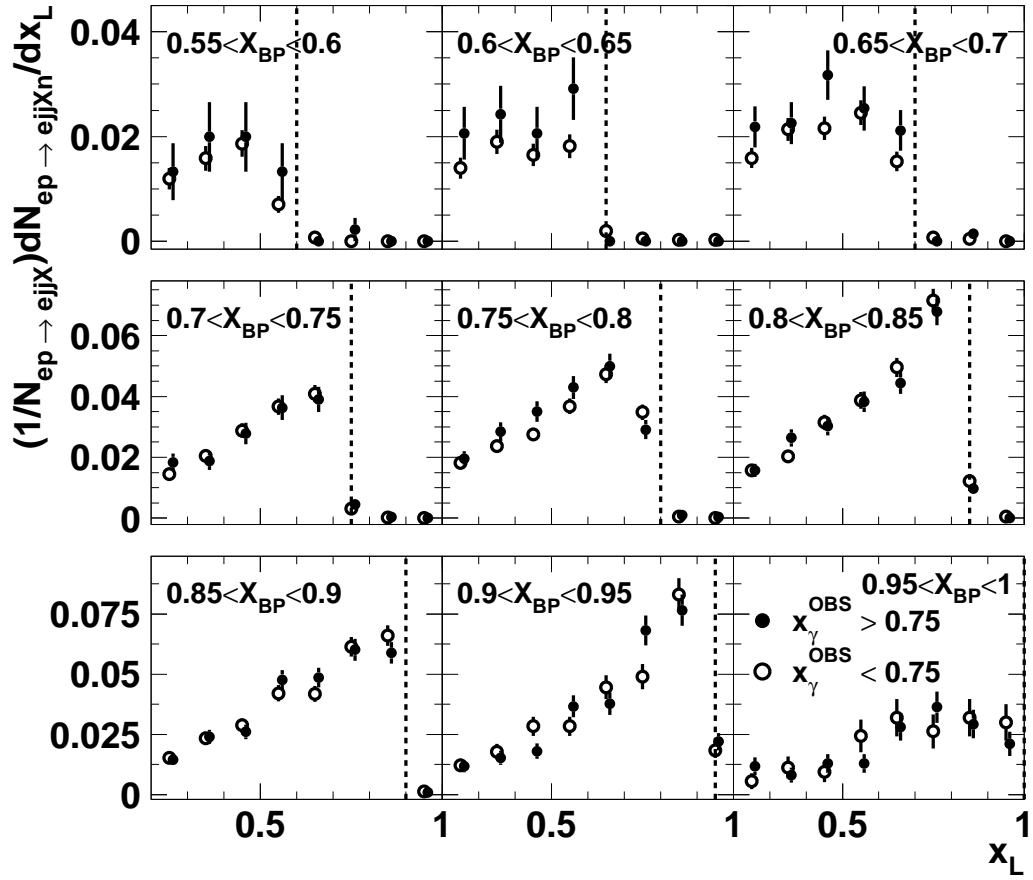 (1/N_ep → ejjX)dN_ep → ejjXn/dx_L
0.04
0.02
0
0.55<X_BP<0.6
0.6<X_BP<0.65
0.65<X_BP<0.7
0.06
0.04
0.02
0
0.7<X_BP<0.75
0.75<X_BP<0.8
0.8<X_BP<0.85
0.075
0.05
0.025
0
0.85<X_BP<0.9
0.9<X_BP<0.95
0.95<X_BP<1
x_γ^OBS > 0.75
x_γ^OBS < 0.75
0.5 1 0.5 1 0.5 1
x_L